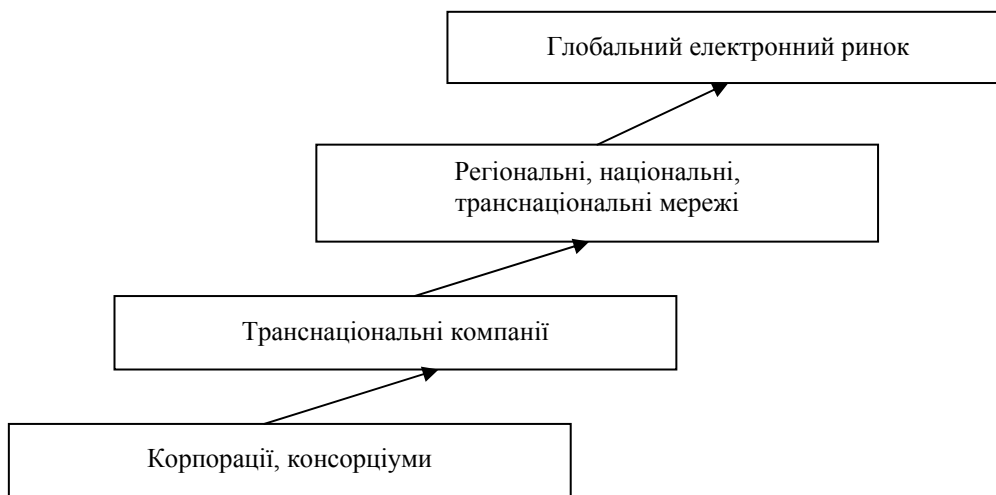 Глобальний електронний ринок
Регіональні, національні,
транснаціональні мережі
Транснаціональні компанії
Корпорації, консорціуми